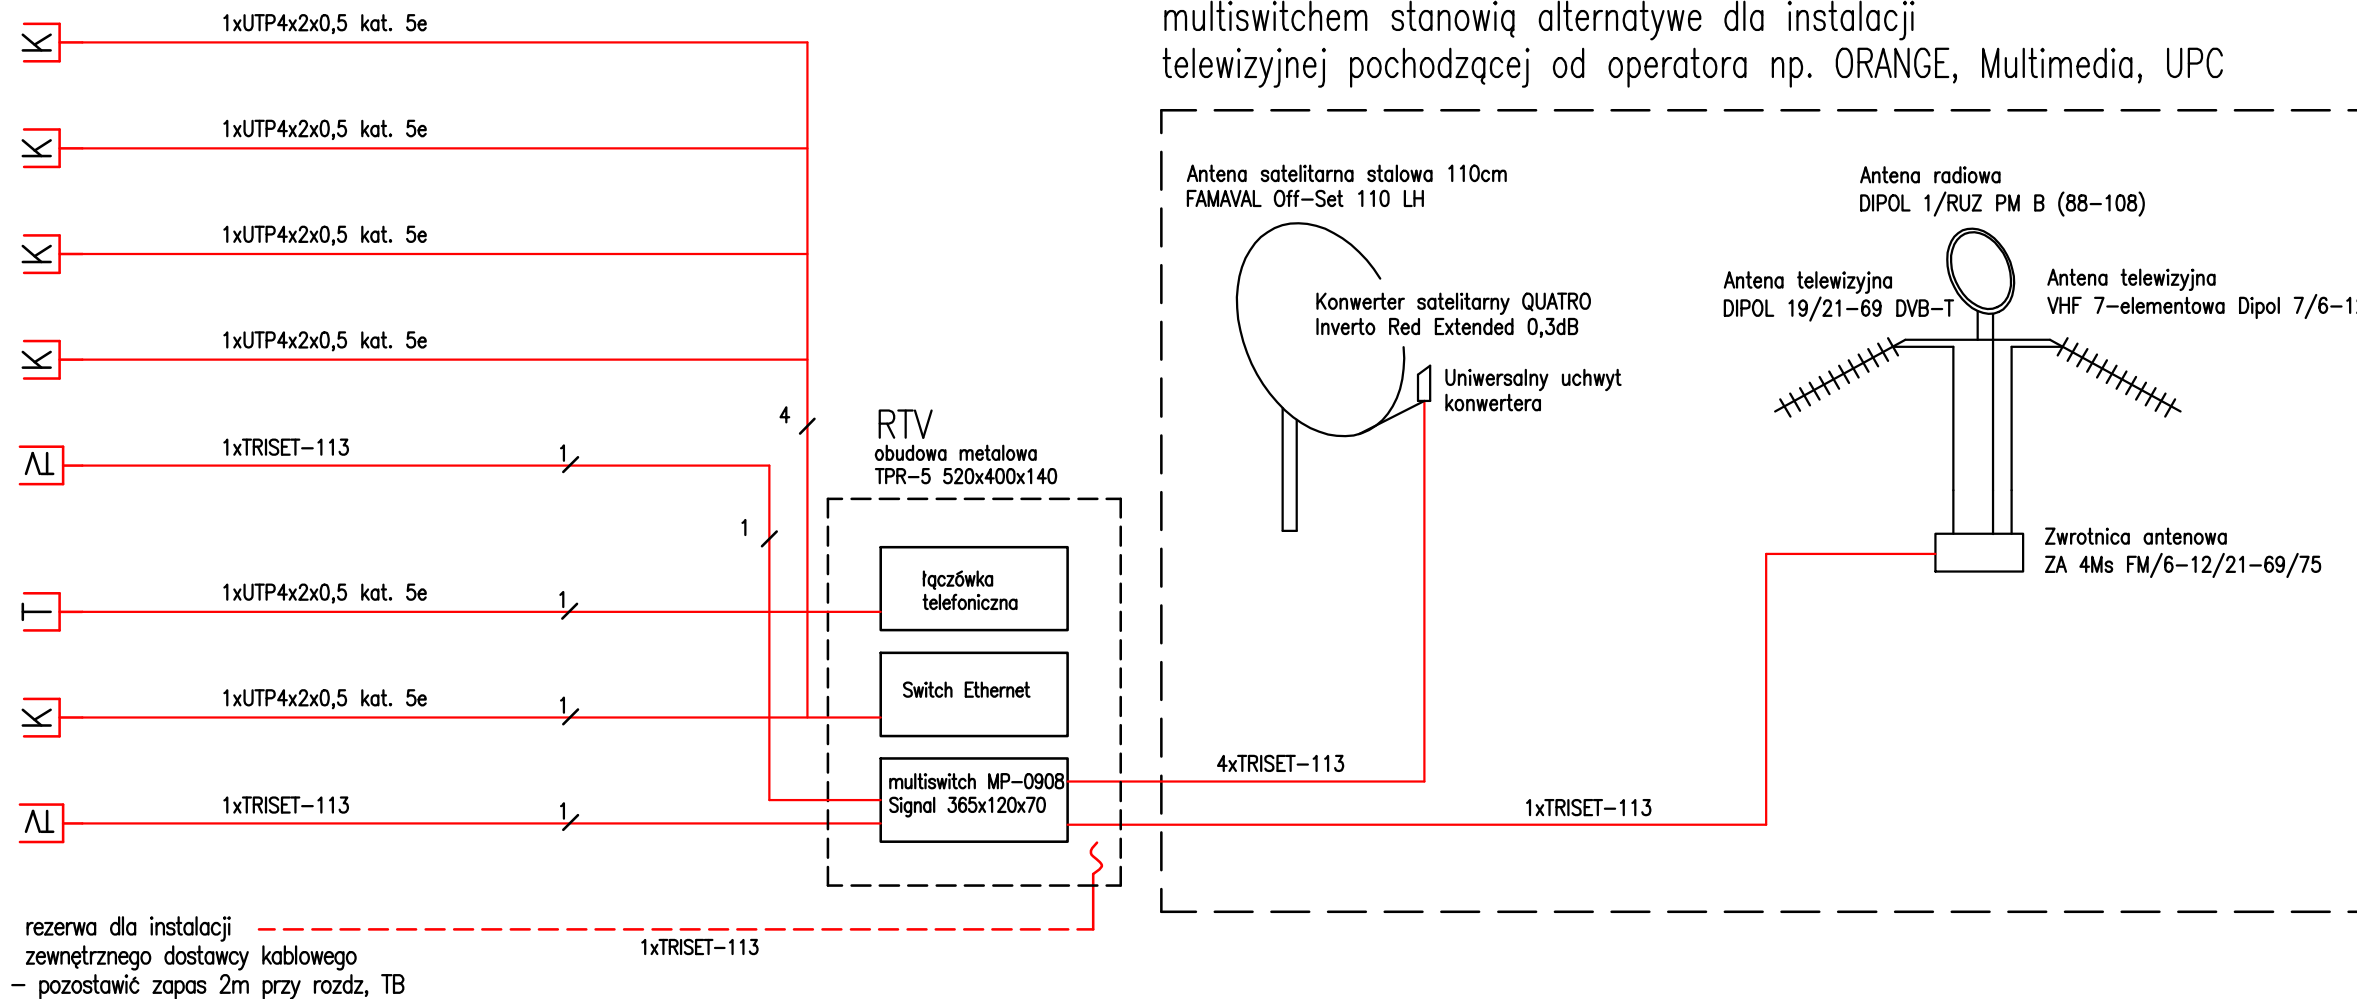 multiswitchem stanowią alternatywe dla instalacji
telewizyjnej pochodzącej od operatora np. ORANGE, Multimedia, UPC
K
1xUTP4x2x0,5 kat. 5e
K
1xUTP4x2x0,5 kat. 5e
K
1xUTP4x2x0,5 kat. 5e
K
1xUTP4x2x0,5 kat. 5e
4
TV
1xTRISET-113
1
1
T
1xUTP4x2x0,5 kat. 5e
1
K
1xUTP4x2x0,5 kat. 5e
1
TV
1xTRISET-113
1
RTV
obudowa metalowa
TPR-5 520x400x140
łączówka
telefoniczna
Switch Ethernet
multiswitch MP-0908
Signal 365x120x70
Antena satelitarna stalowa 110cm
FAMAVAL Off-Set 110 LH
Konwerter satelitarny QUATRO
Inverto Red Extended 0,3dB
Uniwersalny uchwyt
konwertera
Antena radiowa
DIPOL 1/RUZ PM B (88-108)
Antena telewizyjna
DIPOL 19/21-69 DVB-T
Antena telewizyjna
VHF 7-elementowa Dipol
Zwrotnica antenowa
ZA 4Ms FM/6-12/21-69/75
4xTRISET-113
1xTRISET-113
rezerwa dla instalacji
zewnętrznego dostawcy kablowego
- pozostawić zapas 2m przy rozdz, TB
1xTRISET-113